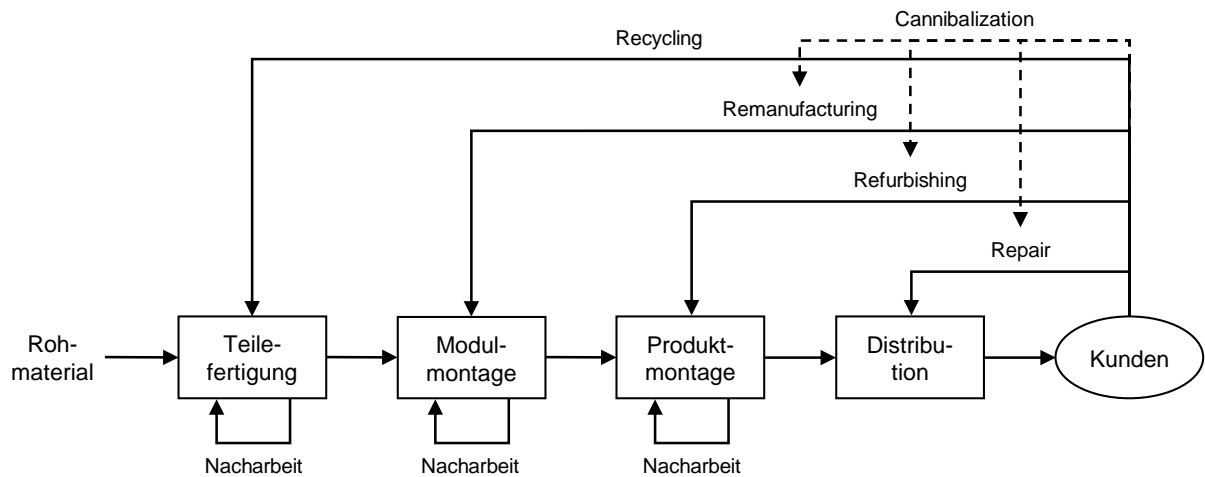 Cannibalization
Recycling
Remanufacturing
Refurbishing
Repair
Roh-
material
Teile-
fertigung
Modul-
montage
Produkt-
montage
Distribu-
tion
Kunden
Nacharbeit
Nacharbeit
Nacharbeit